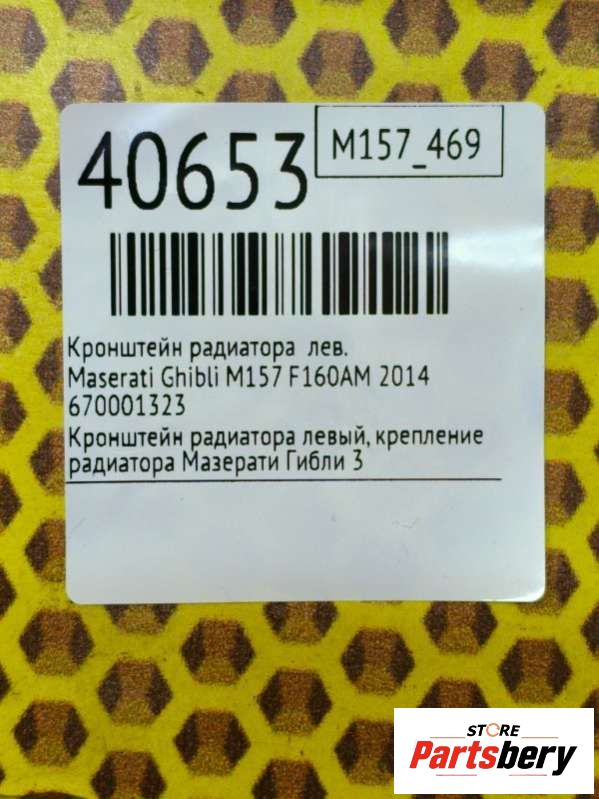 40653
M157_469
Кронштейн радиатора лев.
Maserati Ghibli M157 F160AM 2014
670001323
Кронштейн радиатора левый, крепление
радиатора Мазерати Гибли 3
STORE
Partsbery